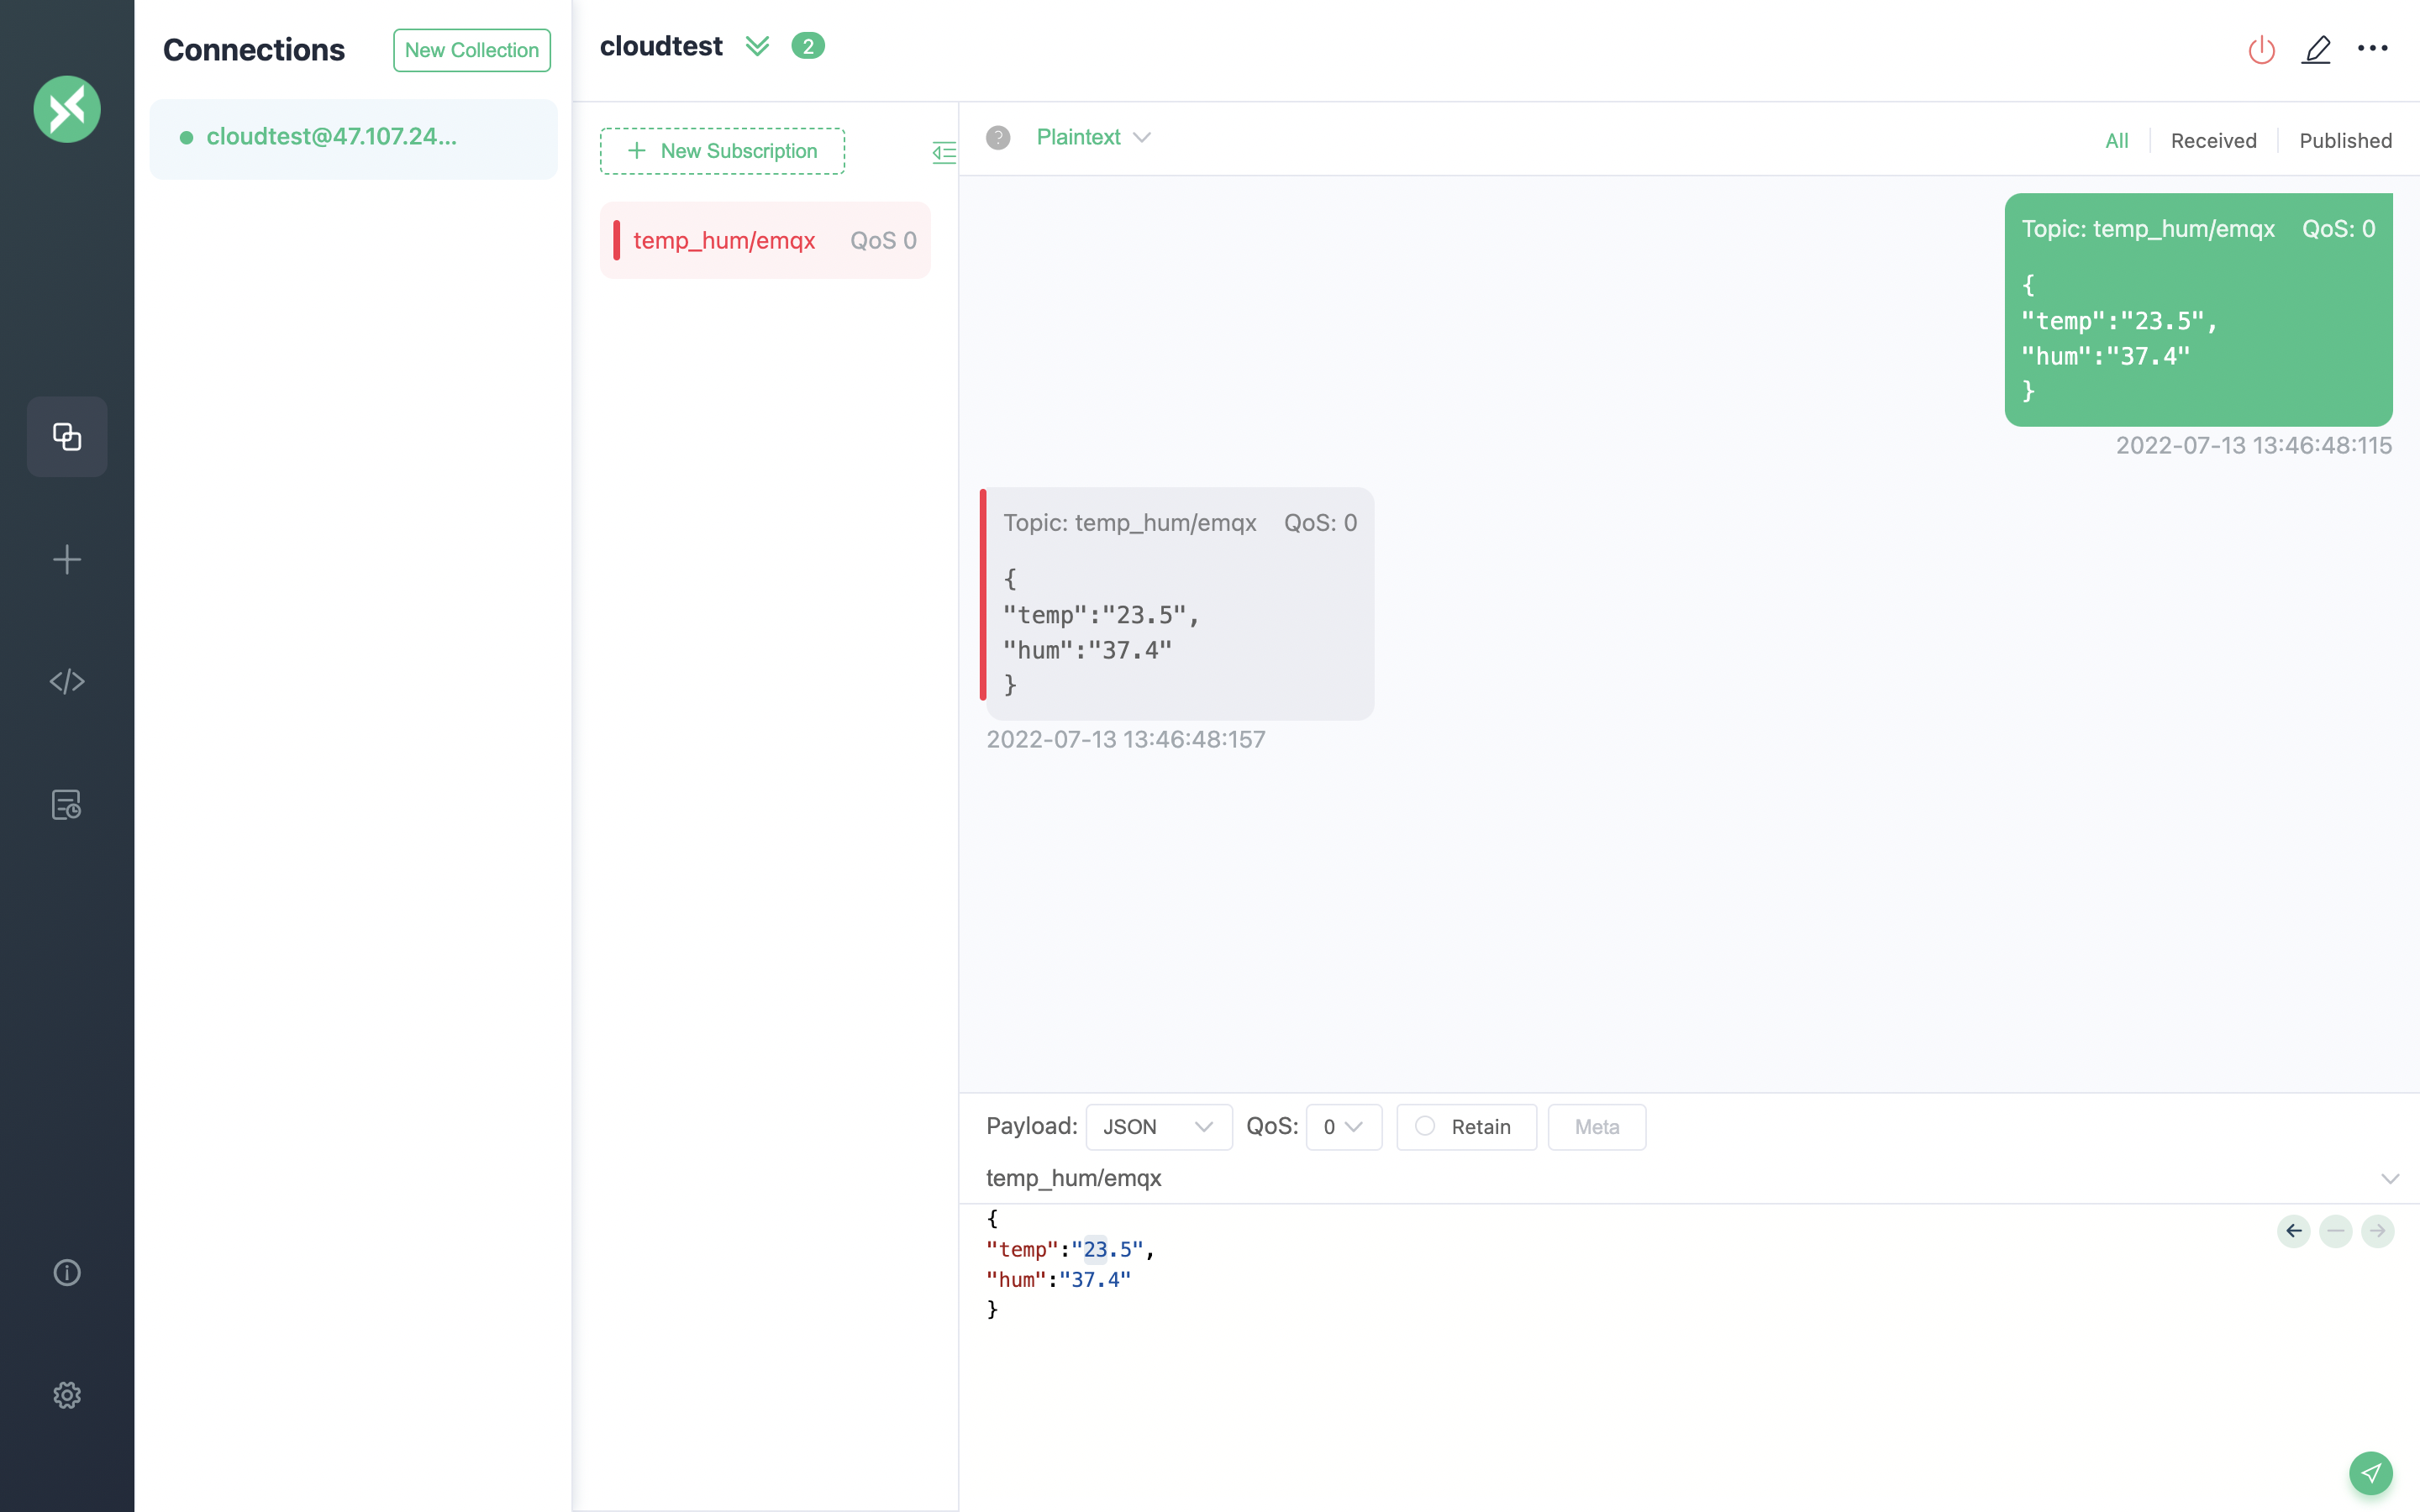 Connections
New Collection
cloudtest@47.107.24...
cloudtest
2
New Subscription
temp_hum/emqx QoS 0
? Plaintext
All Received Published
Topic: temp_hum/emqx QoS: 0
{
"temp":"23.5",
"hum":"37.4"
}
2022-07-13 13:46:48:115
Topic: temp_hum/emqx QoS: 0
{
"temp":"23.5",
"hum":"37.4"
}
2022-07-13 13:46:48:157
Payload: JSON QoS: 0 Retain Meta
temp_hum/emqx
{
"temp":"23.5",
"hum":"37.4"
}